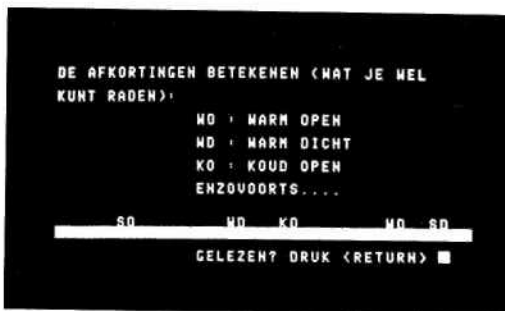 DE AFKORTINGEN BETEKENEN (WAT JE WEL
KUNT RADEN):
WO : WARM OPEN
WD : WARM DICHT
KO : KOUD OPEN
ENZOVOORTS....
SO WD KO WO SD
GELEZEN? DRUK <RETURN>